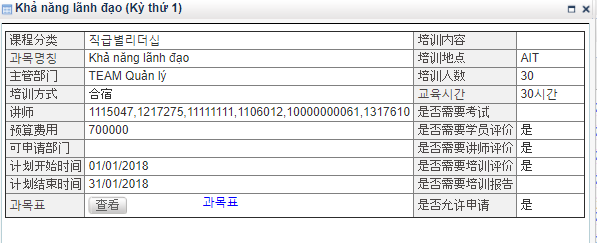 Khả năng lãnh đạo (Kỳ thứ 1)
课程分类 직급별리더십 培训内容
과목명칭 Khả năng lãnh đạo 培训地点 AIT
主管部门 TEAM Quản lý 培训人数 30
培训方式 合宿 교육시간 30시간
讲师 1115047,1217275,11111111,1106012,10000000061,1317610 是否需要考试
预算费用 700000 是否需要学员评价 是
可申请部门 是否需要讲师评价 是
计划开始时间 01/01/2018 是否需要培训评价 是
计划结束时间 31/01/2018 是否需要培训报告
과목표 查看 과목표 是否允许申请 是